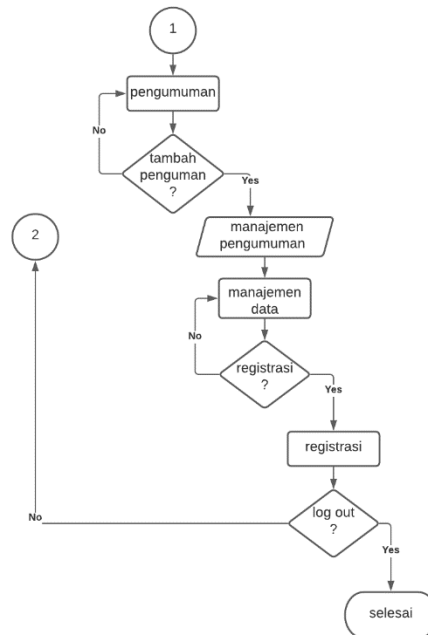 1
pengumuman
No
tambah
penguman
?
Yes
2
manajemen
pengumuman
manajemen
data
No
registrasi
?
Yes
registrasi
No
log out
?
Yes
selesai